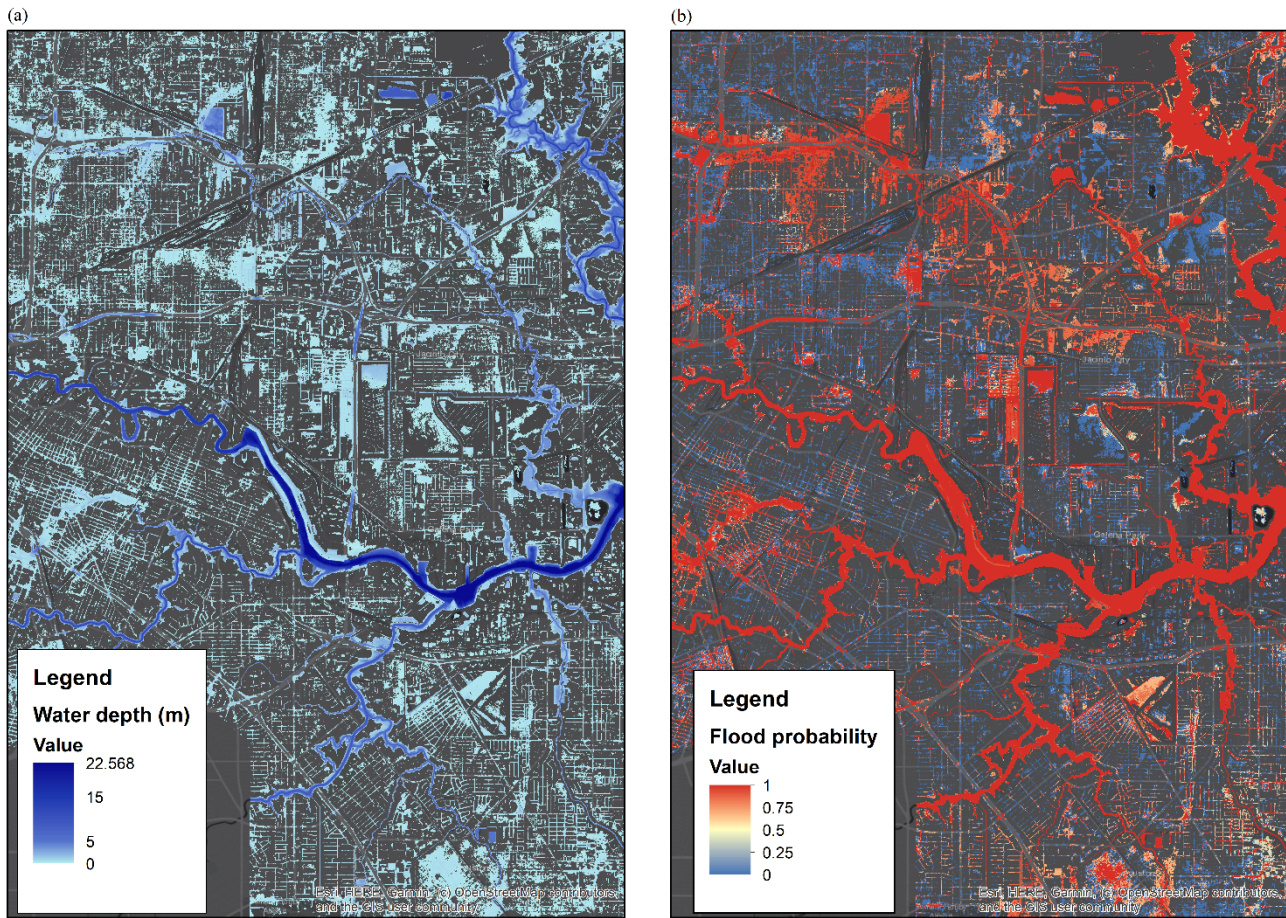 (a)
(b)
Jacinto City
Jacinto City
Galena Park
Legend
Water depth (m)
Value
22.568
15
5
0
Esri, HERE, Garmin, (c) OpenStreetMap contributors,
and the GIS user community
Legend
Flood probability
Value
1
0.75
0.5
0.25
0
Esri, HERE, Garmin, (c) OpenStreetMap contributors,
and the GIS user community